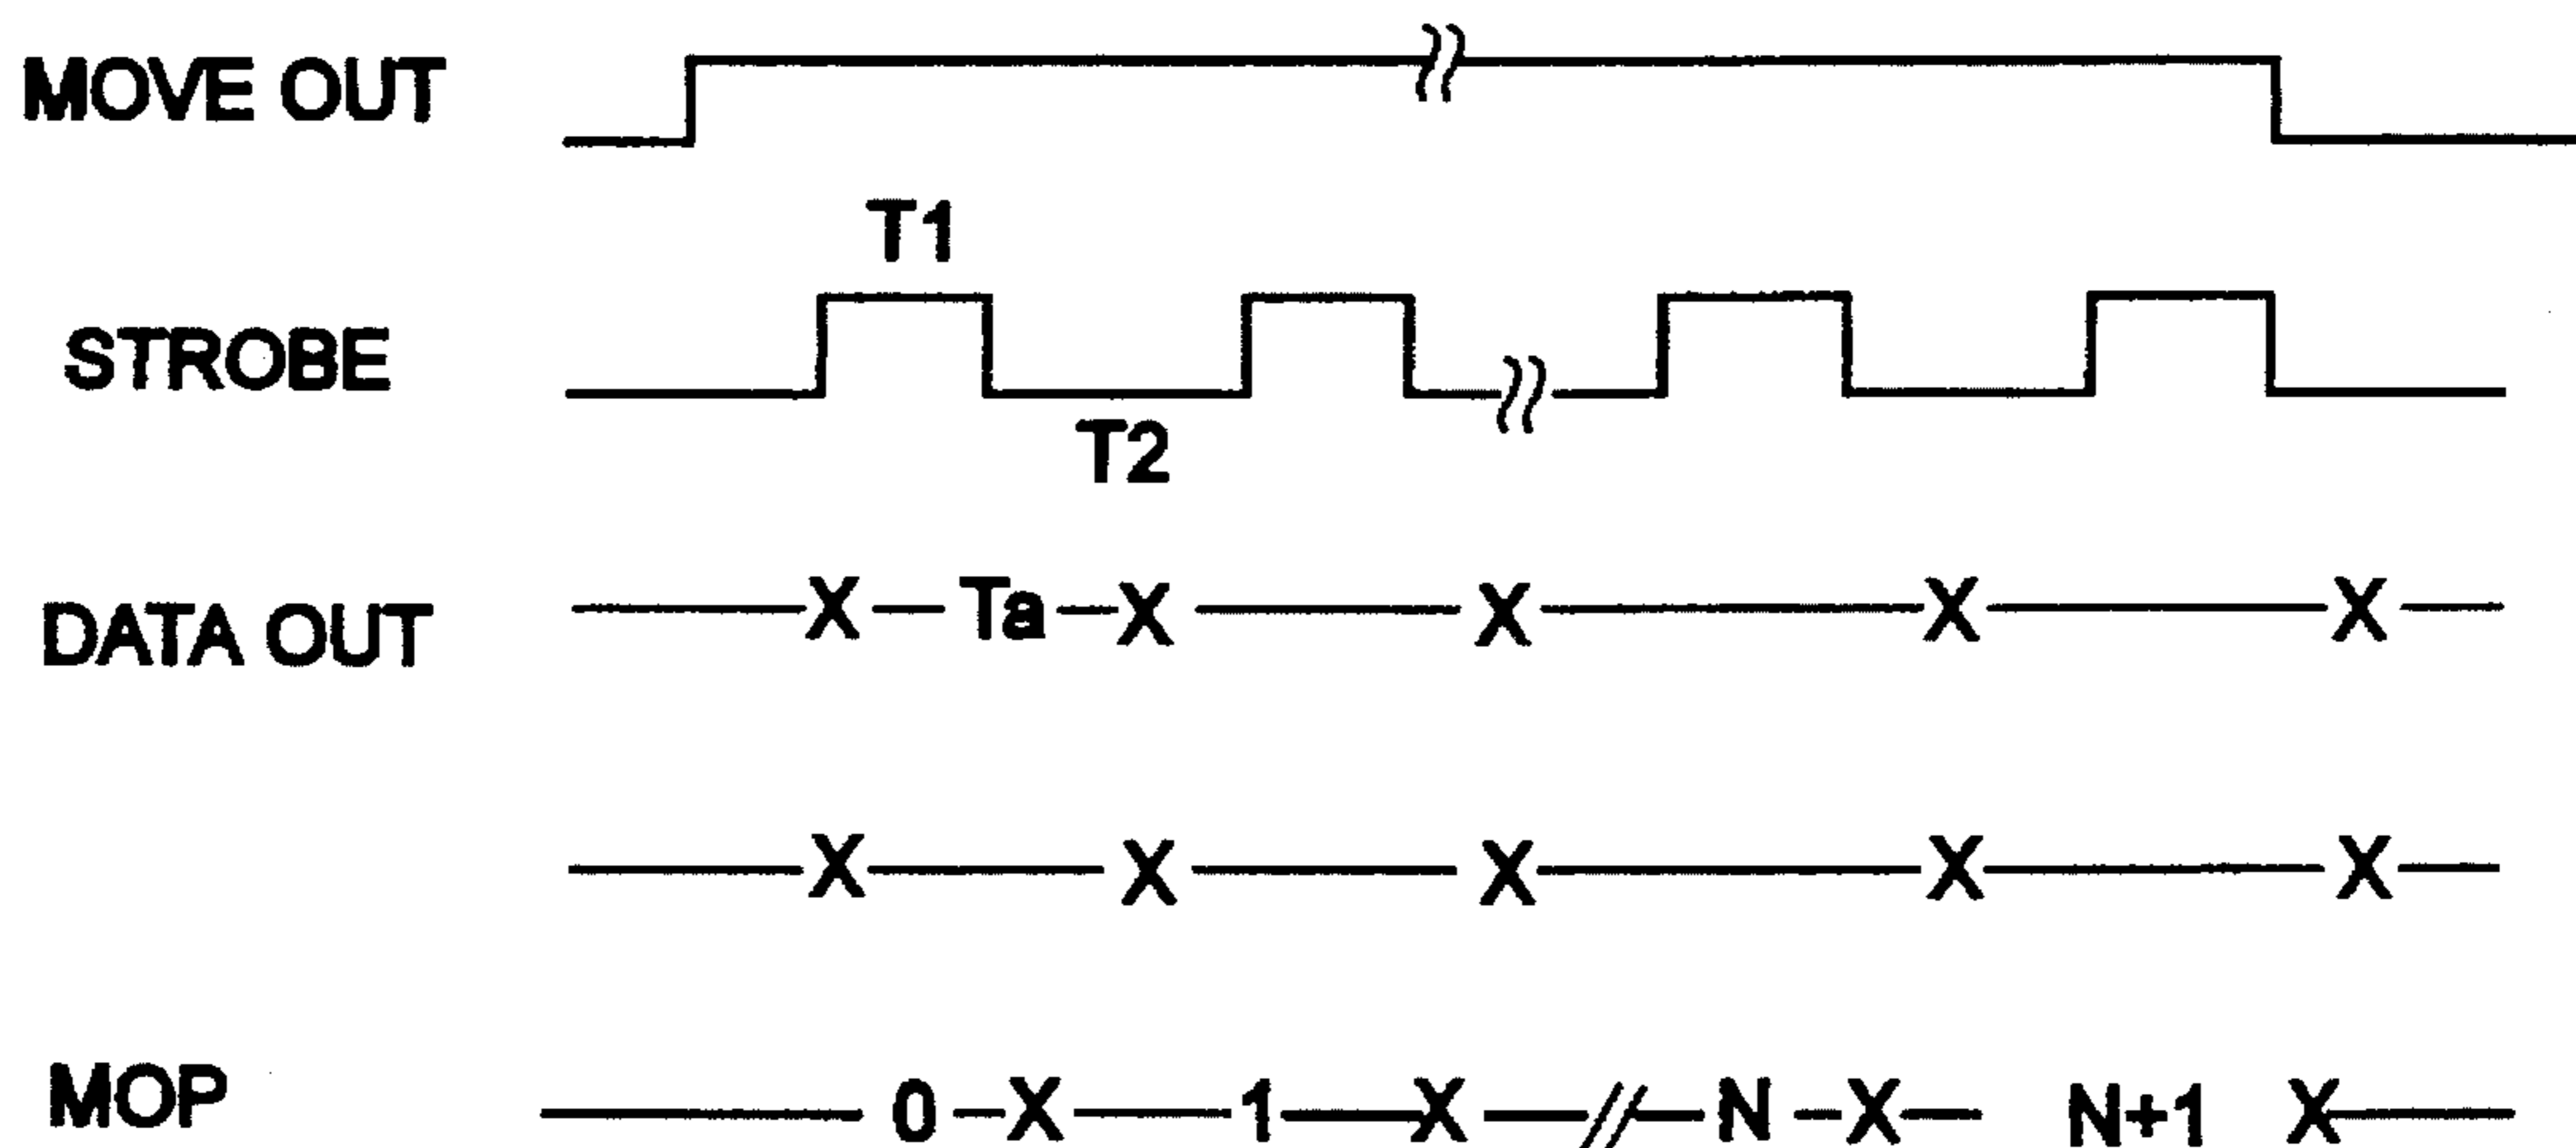 MOVE OUT
T1
STROBE
T2
DATA OUT X Ta X X X X
X X X X X
MOP 0 X 1 X // N X N+1 X